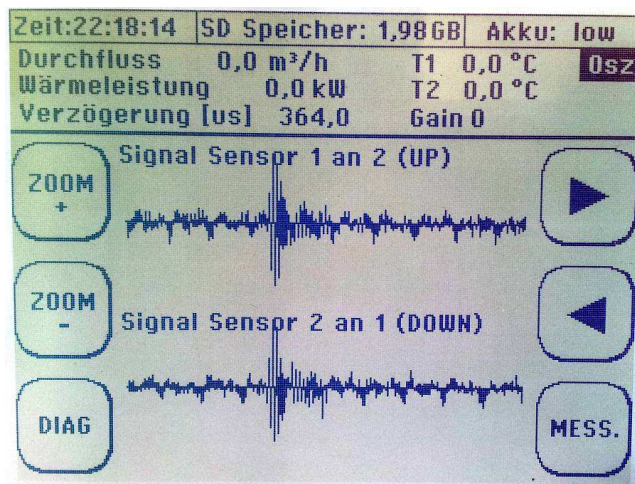 Zeit:22:18:14 SD Speicher: 1,98GB Akku: low
Durchfluss 0,0 m³/h T1 0,0 °C Osz
Wärmeleistung 0,0 kW T2 0,0 °C
Verzögerung [us] 364,0 Gain 0
Signal Sensor 1 an 2 (UP)
ZOOM
+
ZOOM
-
Signal Sensor 2 an 1 (DOWN)
DIAG
MESS.